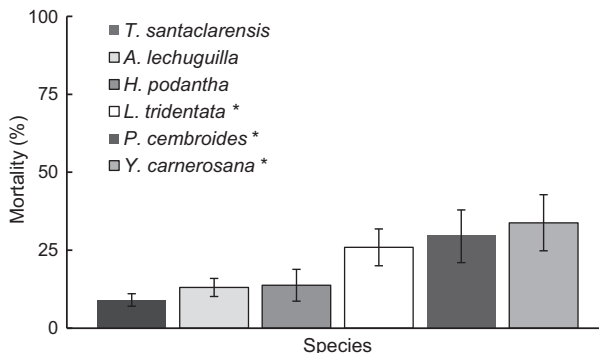 100
75
50
25
0
Mortality (%)
T. santaclarensis
A. lechuguilla
H. podantha
L. tridentata *
P. cembroides *
Y. carnerosana *
Species